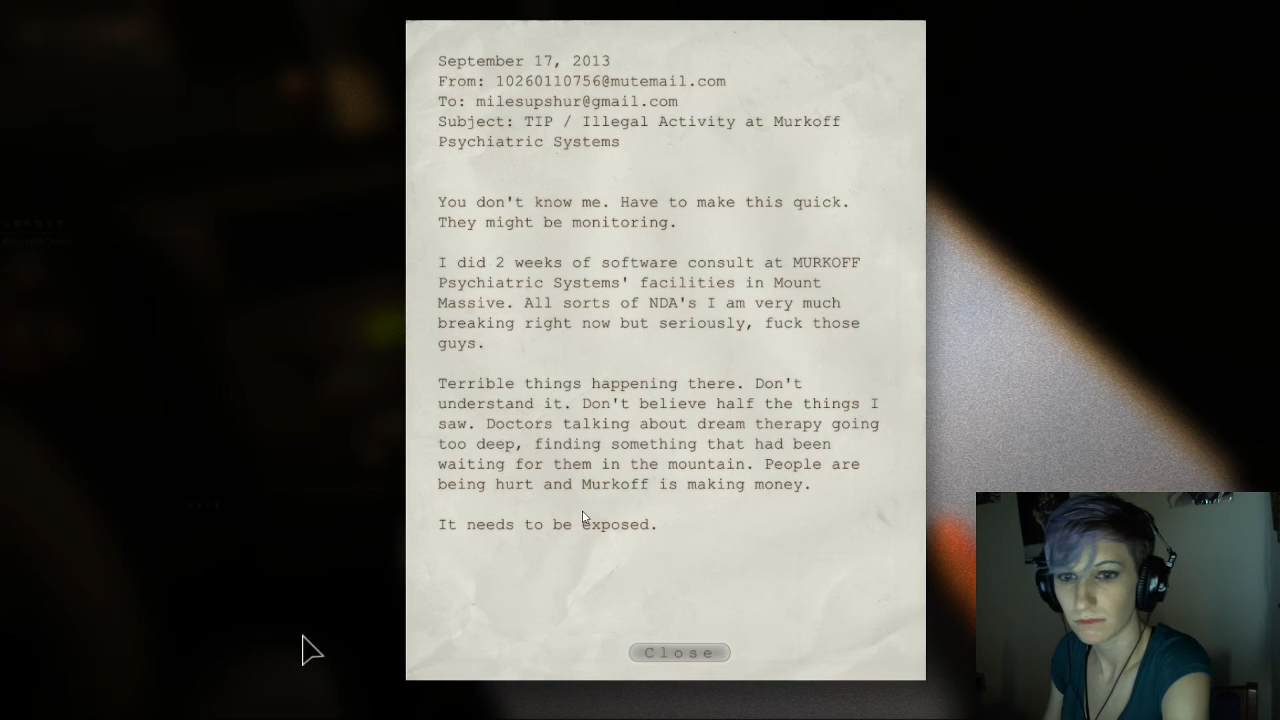 September 17, 2013
From: 10260110756@mutemail.com
To: milesupshur@gmail.com
Subject: TIP / Illegal Activity at Murkoff
Psychiatric Systems
You don't know me. Have to make this quick.
They might be monitoring.
I did 2 weeks of software consult at MURKOFF
Psychiatric Systems' facilities in Mount
Massive. All sorts of NDA's I am very much
breaking right now but seriously, fuck those
guys.
Terrible things happening there. Don't
understand it. Don't believe half the things I
saw. Doctors talking about dream therapy going
too deep, finding something that had been
waiting for them in the mountain. People are
being hurt and Murkoff is making money.
It needs to be exposed.
Close